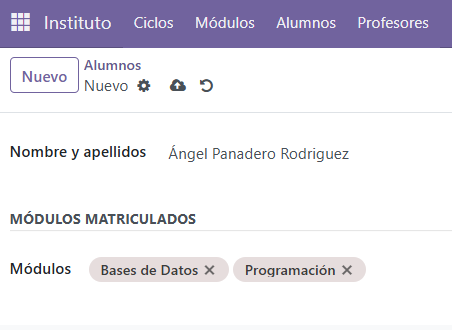 Instituto Ciclos Módulos Alumnos Profesores
Nuevo
Alumnos
Nuevo
Nombre y apellidos Ángel Panadero Rodriguez
MÓDULOS MATRICULADOS
Módulos Bases de Datos Programación